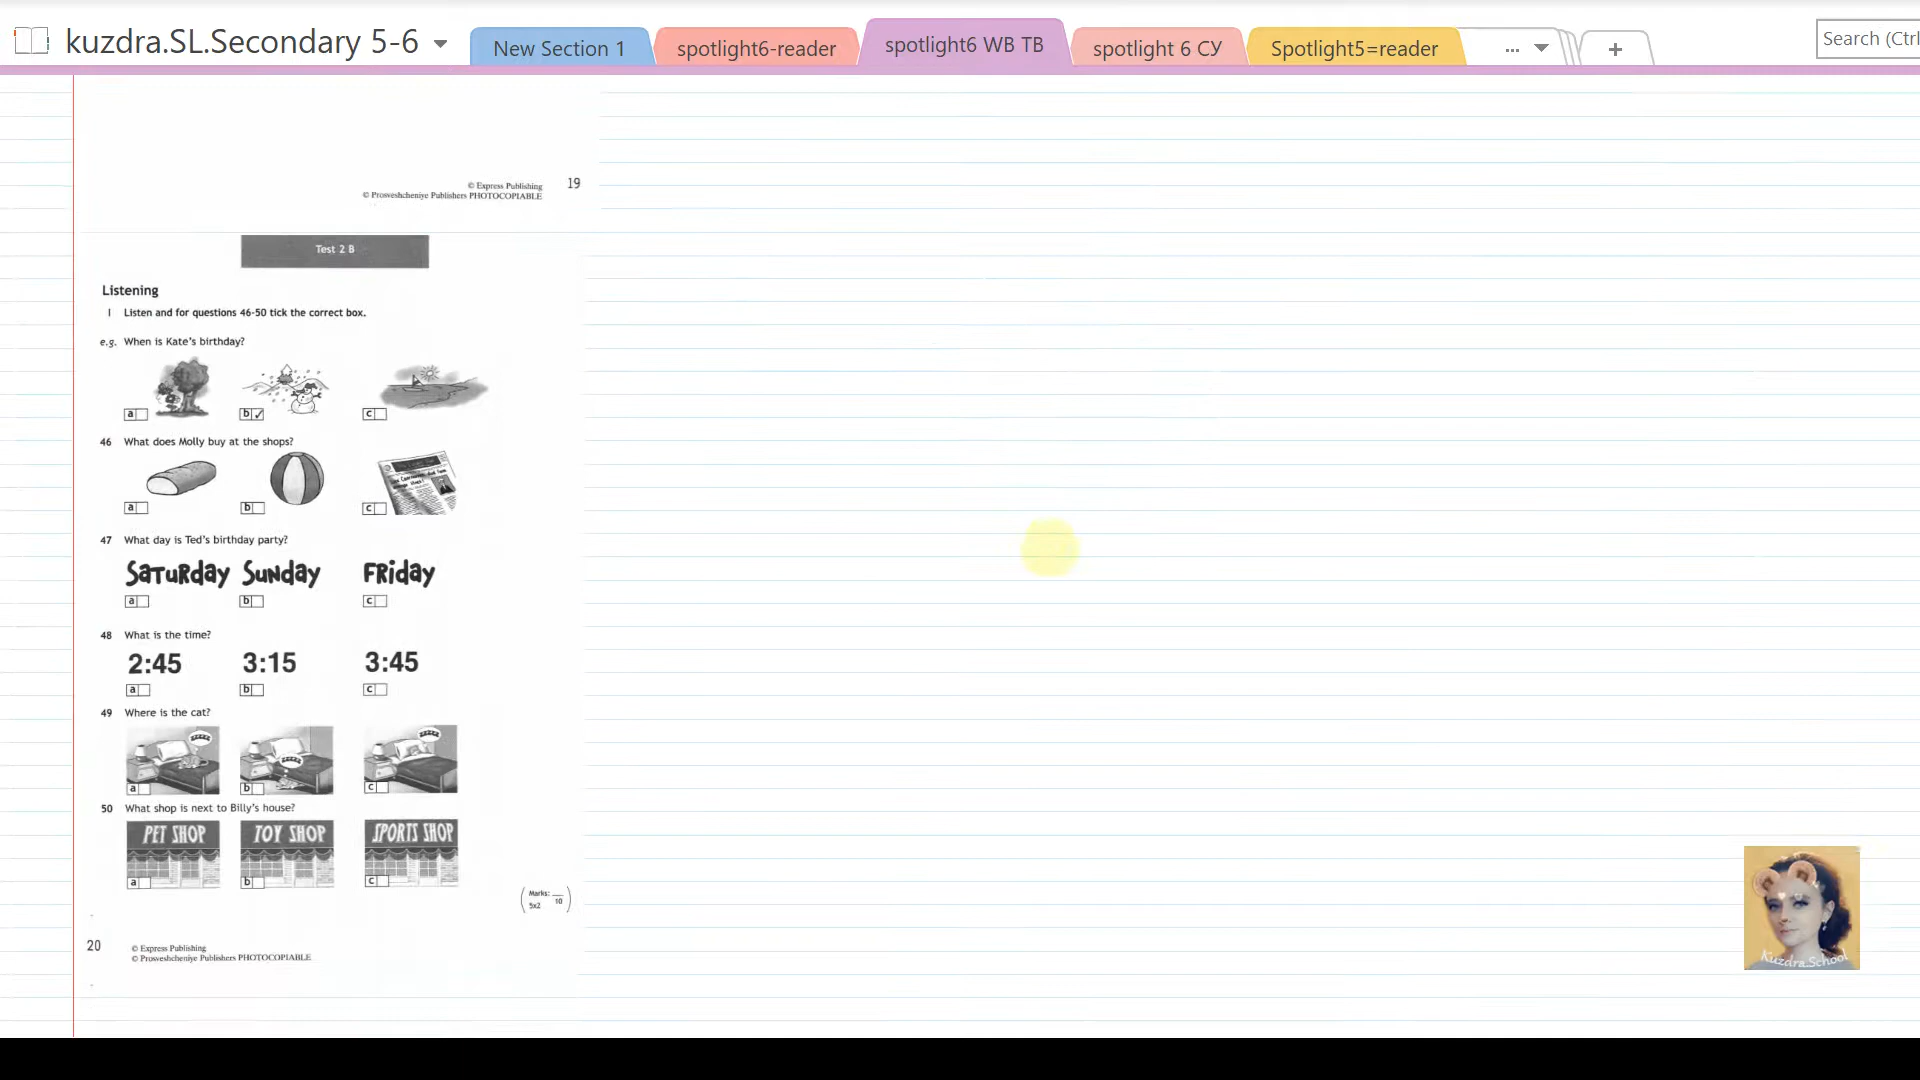 kuzdra.SL.Secondary 5-6
New Section 1
spotlight6-reader
spotlight6 WB TB
spotlight 6 СУ
Spotlight5=reader
...
+
Search (Ctrl
© Express Publishing
© Prosveshcheniye Publishers PHOTOCOPIABLE
19
Test 2 B
Listening
1 Listen and for questions 46-50 tick the correct box.
e.g. When is Kate's birthday?
a b ✓ c
46 What does Molly buy at the shops?
a b c
47 What day is Ted's birthday party?
Saturday Sunday Friday
a b c
48 What is the time?
2:45 3:15 3:45
a b c
49 Where is the cat?
a b c
50 What shop is next to Billy's house?
PET SHOP TOY SHOP SPORTS SHOP
a b c
Marks: __
5x2 10
20
© Express Publishing
© Prosveshcheniye Publishers PHOTOCOPIABLE
Kuzdra.School